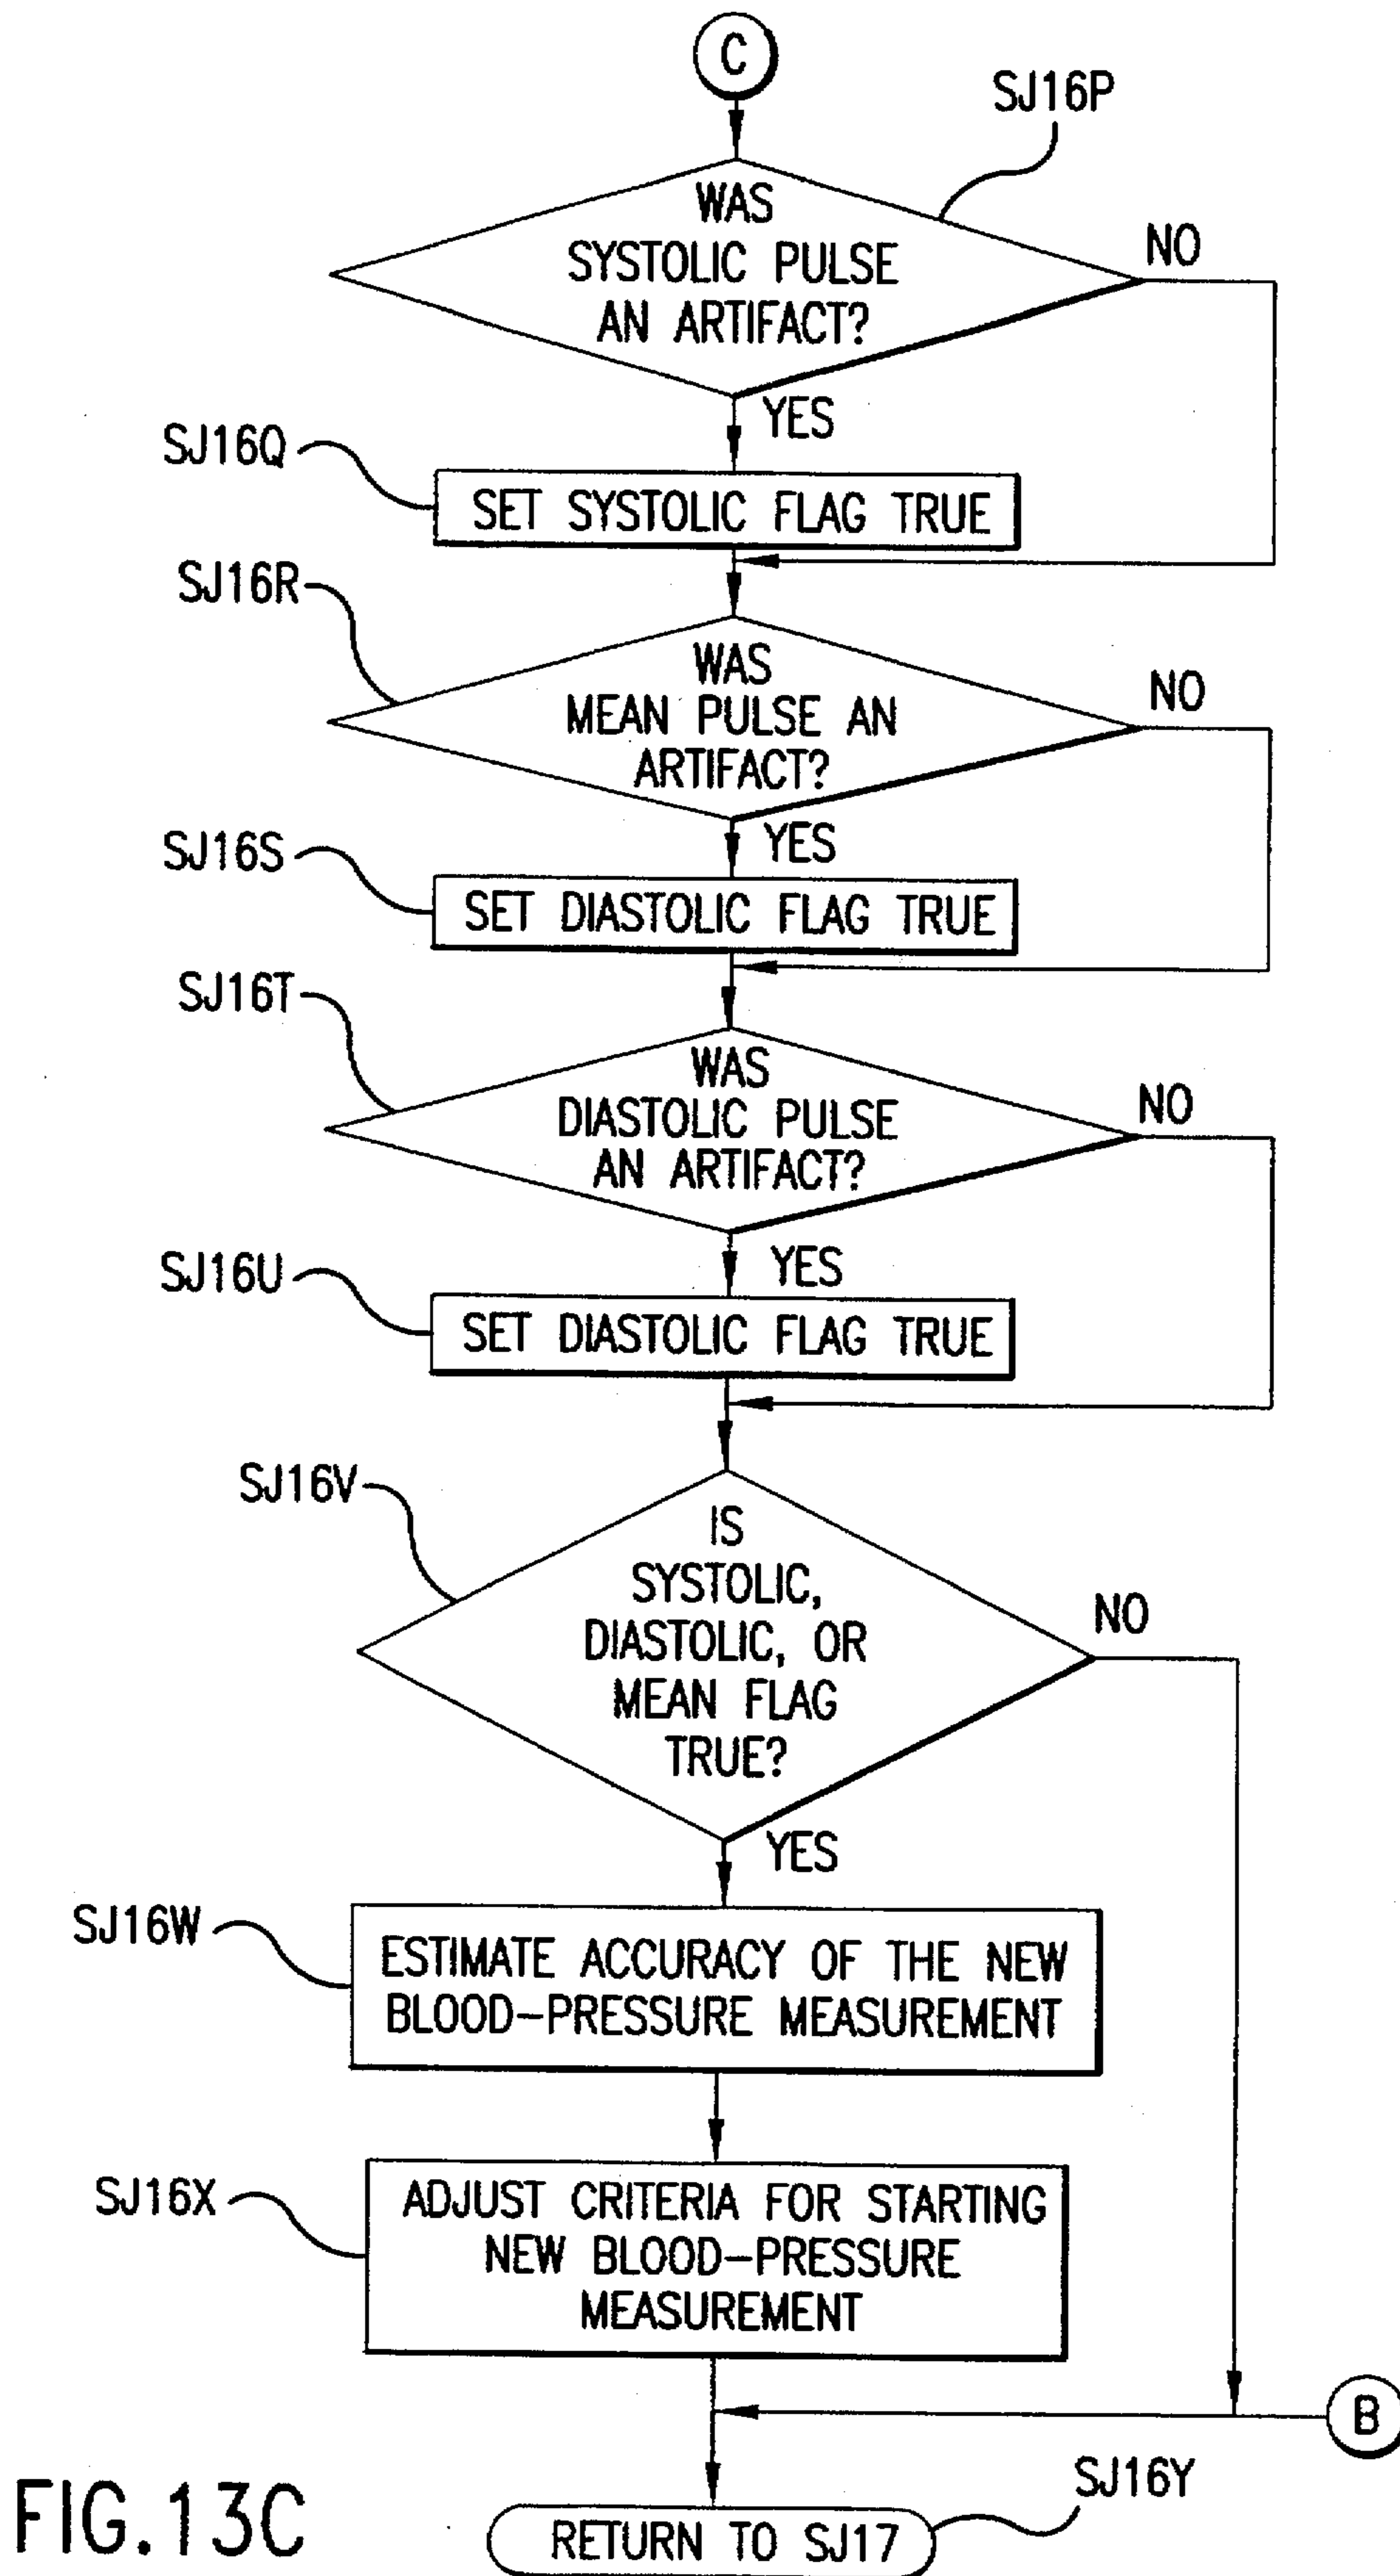 C
SJ16P
WAS
SYSTOLIC PULSE
AN ARTIFACT?
NO
YES
SJ16Q
SET SYSTOLIC FLAG TRUE
SJ16R
WAS
MEAN PULSE AN
ARTIFACT?
NO
YES
SJ16S
SET DIASTOLIC FLAG TRUE
SJ16T
WAS
DIASTOLIC PULSE
AN ARTIFACT?
NO
YES
SJ16U
SET DIASTOLIC FLAG TRUE
SJ16V
IS
SYSTOLIC,
DIASTOLIC, OR
MEAN FLAG
TRUE?
NO
YES
SJ16W
ESTIMATE ACCURACY OF THE NEW
BLOOD-PRESSURE MEASUREMENT
SJ16X
ADJUST CRITERIA FOR STARTING
NEW BLOOD-PRESSURE
MEASUREMENT
B
SJ16Y
RETURN TO SJ17
FIG.13C